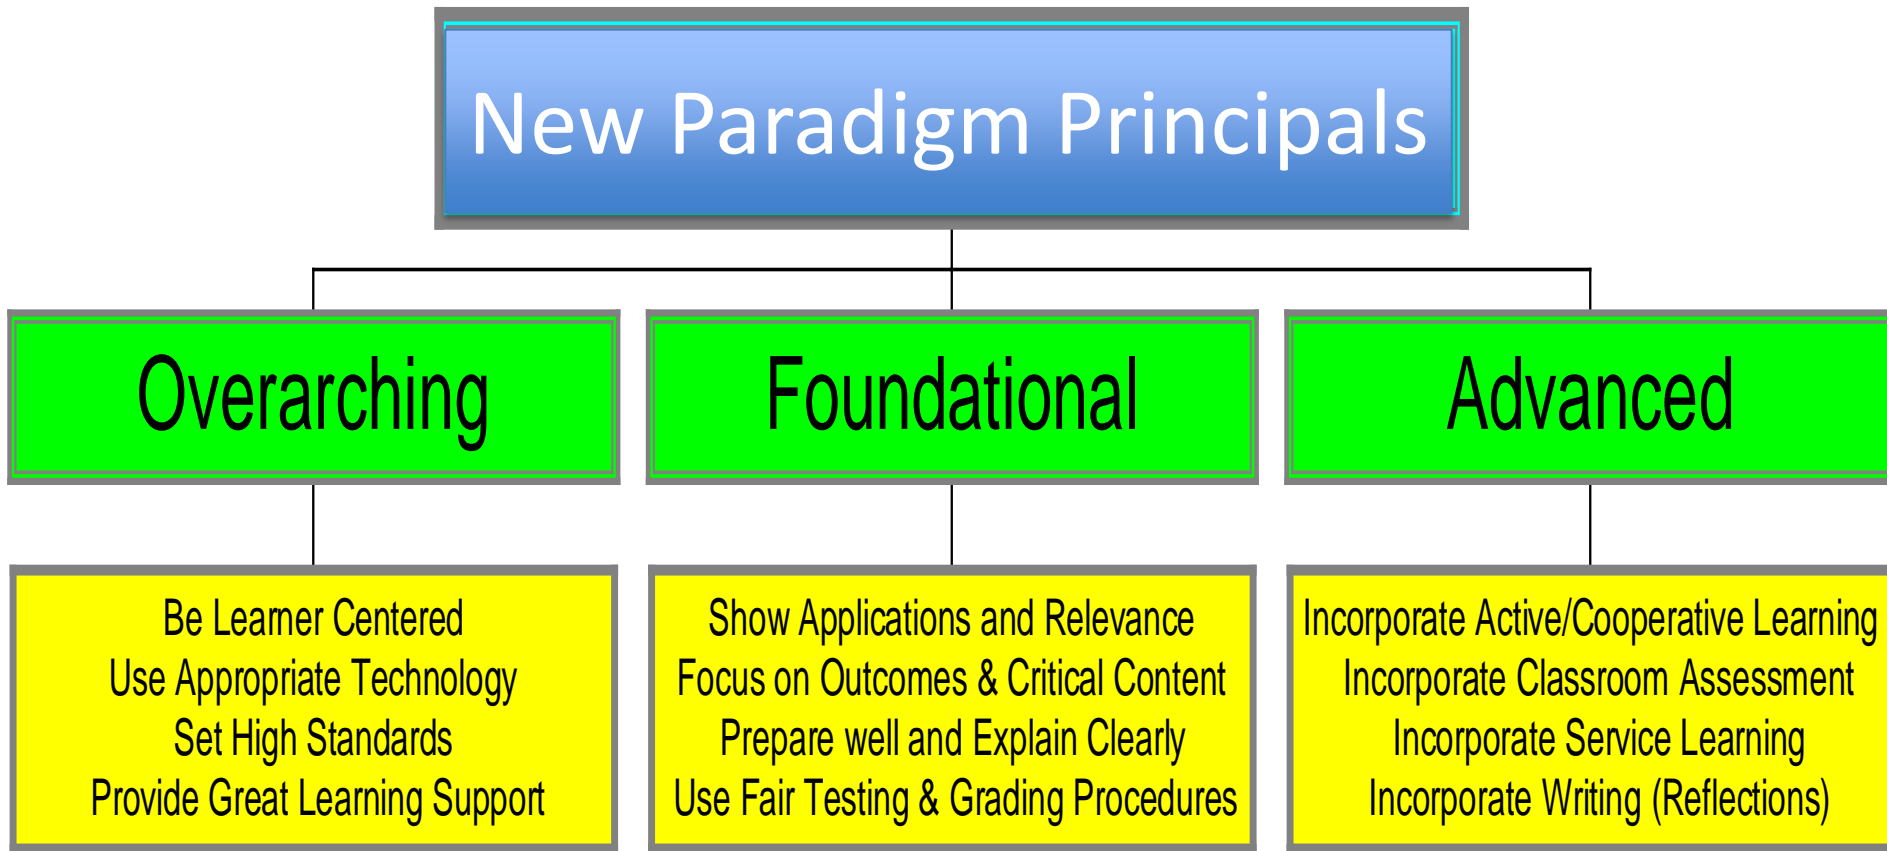 New Paradigm Principals
Overarching
Foundational
Advanced
Be Learner Centered
Use Appropriate Technology
Set High Standards
Provide Great Learning Support
Show Applications and Relevance
Focus on Outcomes & Critical Content
Prepare well and Explain Clearly
Use Fair Testing & Grading Procedures
Incorporate Active/Cooperative Learning
Incorporate Classroom Assessment
Incorporate Service Learning
Incorporate Writing (Reflections)